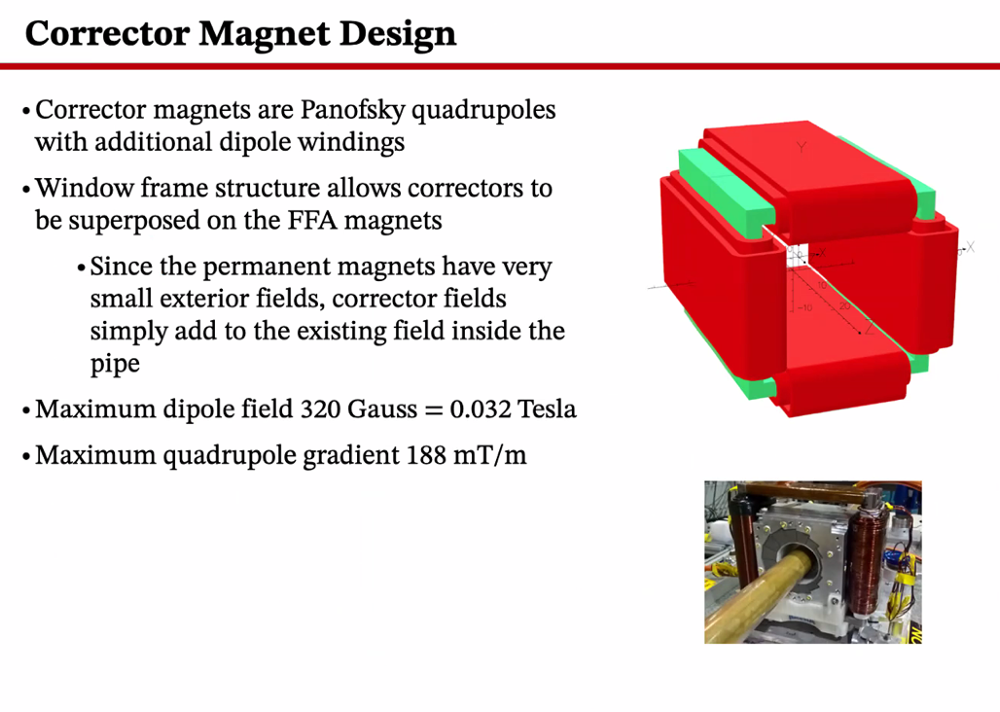 Corrector Magnet Design
• Corrector magnets are Panofsky quadrupoles
with additional dipole windings
• Window frame structure allows correctors to
be superposed on the FFA magnets
• Since the permanent magnets have very
small exterior fields, corrector fields
simply add to the existing field inside the
pipe
• Maximum dipole field 320 Gauss = 0.032 Tesla
• Maximum quadrupole gradient 188 mT/m
Y
X
10
-10
20
Z